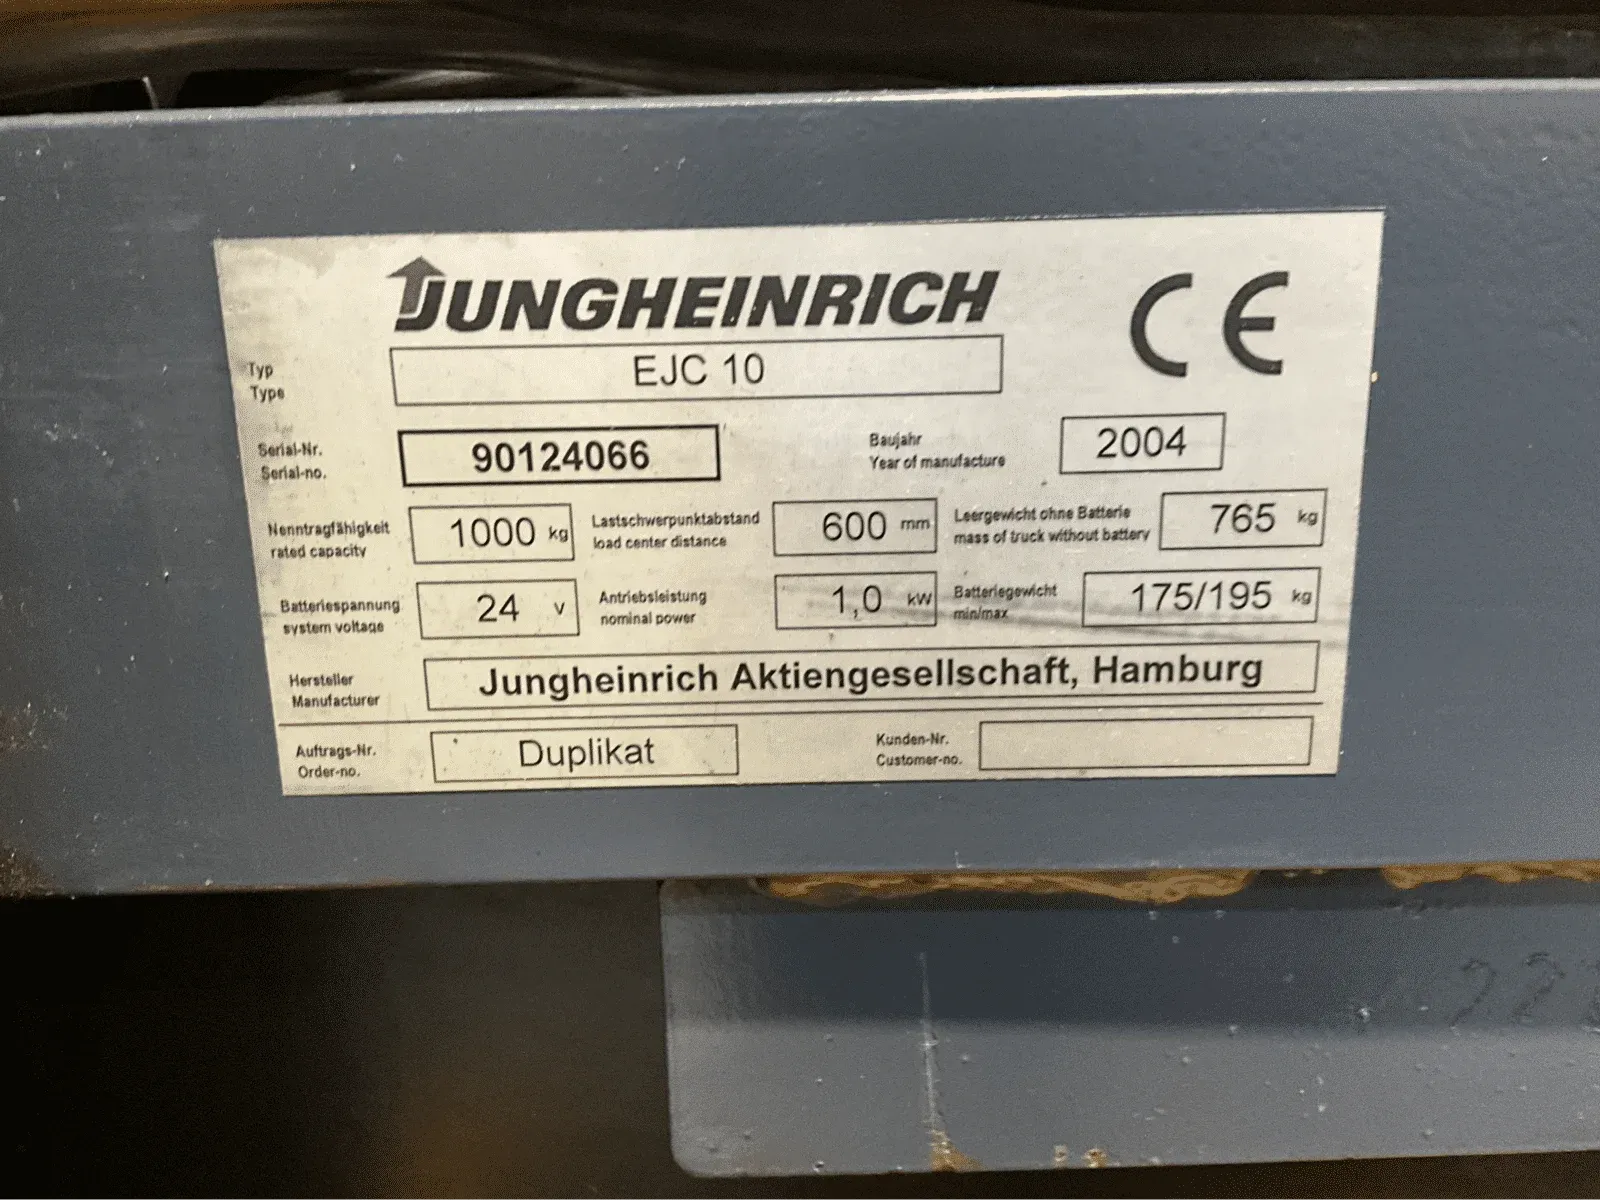 JUNGHEINRICH
CE
Typ
Type
EJC 10
Serial-Nr.
Serial-no.
90124066
Baujahr
Year of manufacture
2004
Nenntragfähigkeit
rated capacity
1000 kg
Lastschwerpunktabstand
load center distance
600 mm
Leergewicht ohne Batterie
mass of truck without battery
765 kg
Batteriespannung
system voltage
24 v
Antriebsleistung
nominal power
1,0 kW
Batteriegewicht
min/max
175/195 kg
Hersteller
Manufacturer
Jungheinrich Aktiengesellschaft, Hamburg
Auftrags-Nr.
Order-no.
Duplikat
Kunden-Nr.
Customer-no.